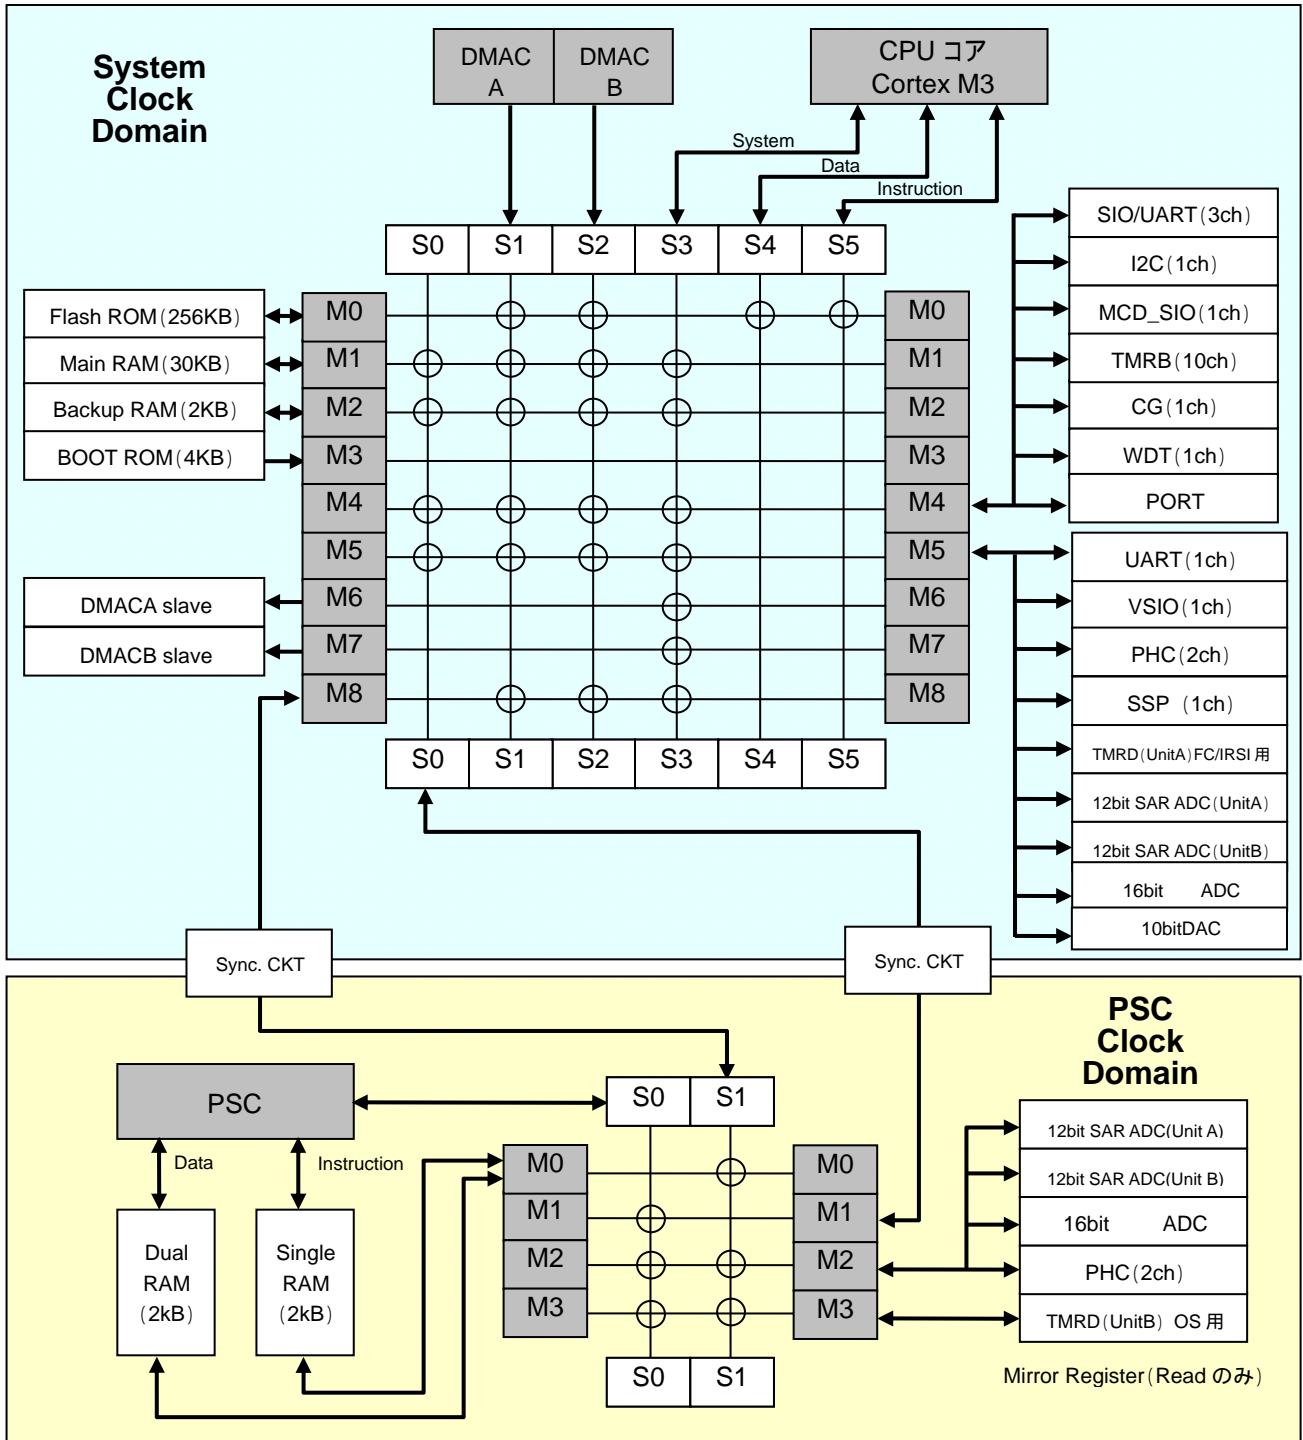 System
Clock
Domain
DMAC
A
DMAC
B
CPU コア
Cortex M3
System
Data
Instruction
S0 S1 S2 S3 S4 S5
Flash ROM(256KB)
Main RAM(30KB)
Backup RAM(2KB)
BOOT ROM(4KB)
DMACA slave
DMACB slave
M0
M1
M2
M3
M4
M5
M6
M7
M8
M0
M1
M2
M3
M4
M5
M6
M7
M8
S0 S1 S2 S3 S4 S5
SIO/UART(3ch)
I2C(1ch)
MCD_SIO(1ch)
TMRB(10ch)
CG(1ch)
WDT(1ch)
PORT
UART(1ch)
VSIO(1ch)
PHC(2ch)
SSP (1ch)
TMRD(UnitA)FC/IRSI 用
12bit SAR ADC(UnitA)
12bit SAR ADC(UnitB)
16bit ADC
10bitDAC
Sync. CKT
Sync. CKT
PSC
Clock
Domain
PSC
Data
Instruction
Dual
RAM
(2kB)
Single
RAM
(2kB)
S0 S1
M0
M1
M2
M3
M0
M1
M2
M3
S0 S1
12bit SAR ADC(Unit A)
12bit SAR ADC(Unit B)
16bit ADC
PHC(2ch)
TMRD(UnitB) OS 用
Mirror Register(Read のみ)